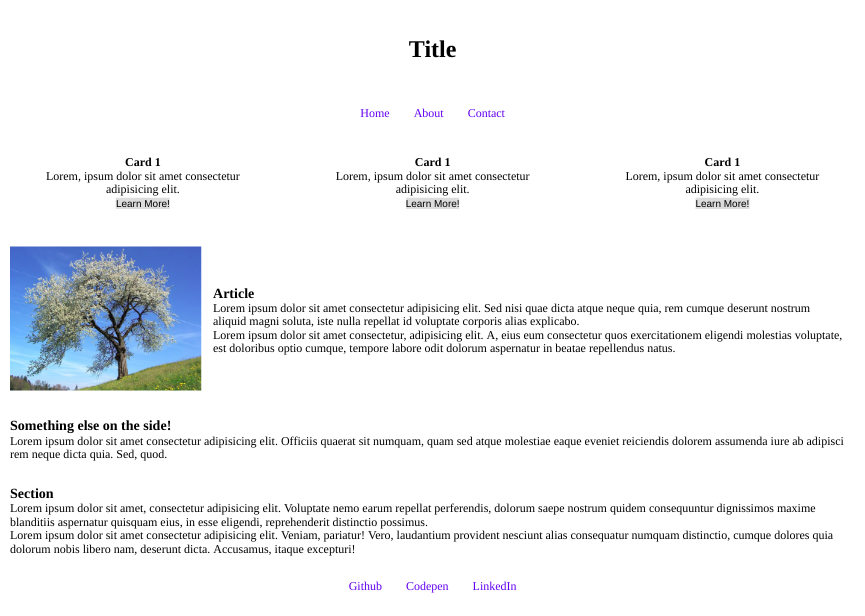 Title
Home About Contact
Card 1
Lorem, ipsum dolor sit amet consectetur
adipisicing elit.
Learn More!
Card 1
Lorem, ipsum dolor sit amet consectetur
adipisicing elit.
Learn More!
Card 1
Lorem, ipsum dolor sit amet consectetur
adipisicing elit.
Learn More!
Article
Lorem ipsum dolor sit amet consectetur adipisicing elit. Sed nisi quae dicta atque neque quia, rem cumque deserunt nostrum
aliquid magni soluta, iste nulla repellat id voluptate corporis alias explicabo.
Lorem ipsum dolor sit amet consectetur, adipisicing elit. A, eius eum consectetur quos exercitationem eligendi molestias voluptate,
est doloribus optio cumque, tempore labore odit dolorum aspernatur in beatae repellendus natus.
Something else on the side!
Lorem ipsum dolor sit amet consectetur adipisicing elit. Officiis quaerat sit numquam, quam sed atque molestiae eaque eveniet reiciendis dolorem assumenda iure ab adipisci
rem neque dicta quia. Sed, quod.
Section
Lorem ipsum dolor sit amet, consectetur adipisicing elit. Voluptate nemo earum repellat perferendis, dolorum saepe nostrum quidem consequuntur dignissimos maxime
blanditiis aspernatur quisquam eius, in esse eligendi, reprehenderit distinctio possimus.
Lorem ipsum dolor sit amet consectetur adipisicing elit. Veniam, pariatur! Vero, laudantium provident nesciunt alias consequatur numquam distinctio, cumque dolores quia
dolorum nobis libero nam, deserunt dicta. Accusamus, itaque excepturi!
Github Codepen LinkedIn